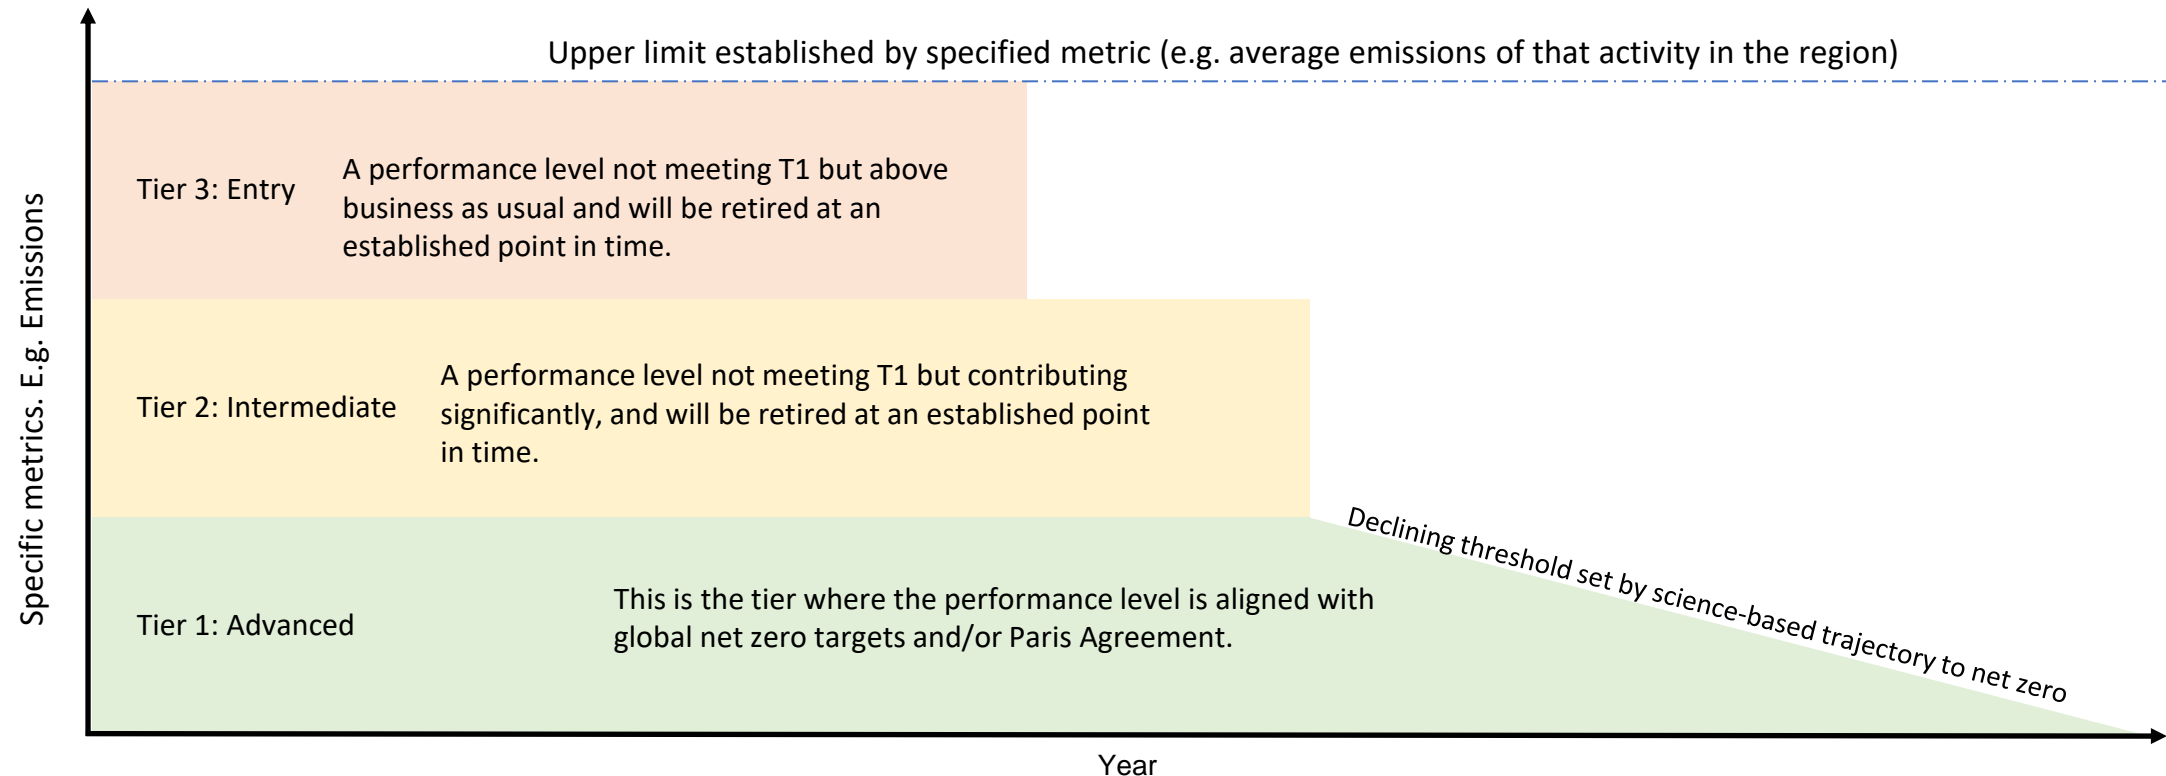 Upper limit established by specified metric (e.g. average emissions of that activity in the region)
Specific metrics. E.g. Emissions
Tier 3: Entry
A performance level not meeting T1 but above
business as usual and will be retired at an
established point in time.
Tier 2: Intermediate
A performance level not meeting T1 but contributing
significantly, and will be retired at an established point
in time.
Declining threshold set by science-based trajectory to net zero
Tier 1: Advanced
This is the tier where the performance level is aligned with
global net zero targets and/or Paris Agreement.
Year